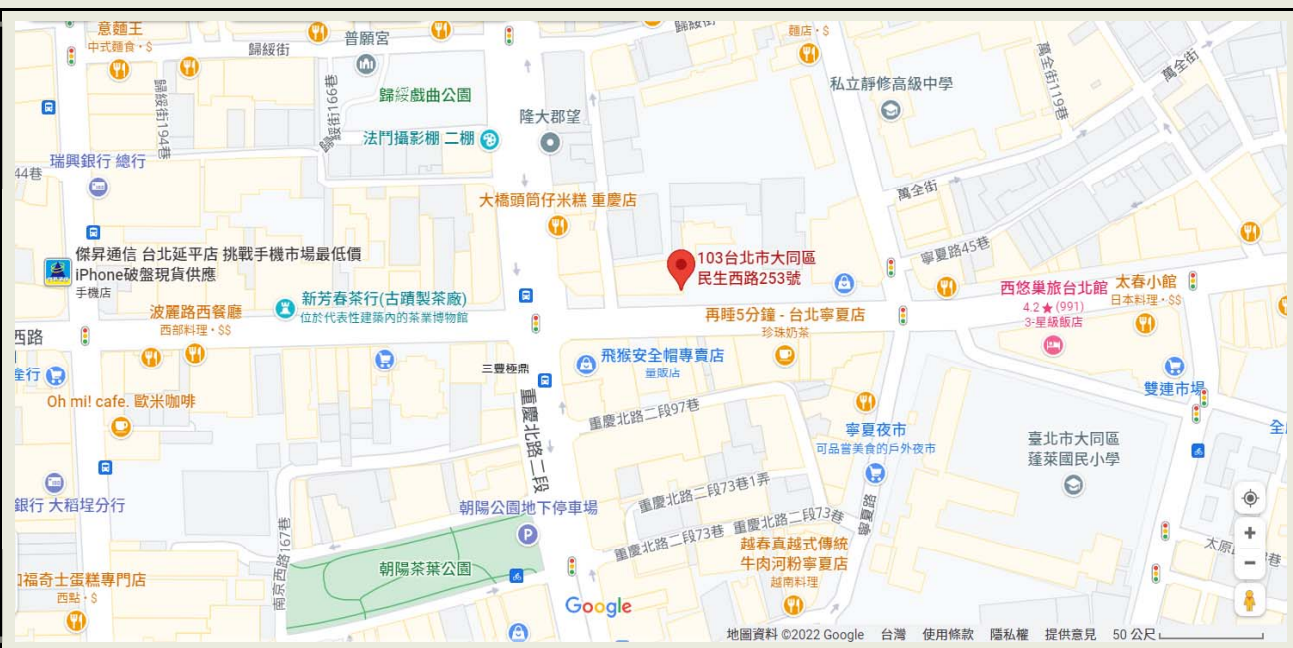 意麵王
中式麵食・$
歸綏街
普願宮
歸綏街
麵店・$
萬全街119巷
萬全街
私立靜修高級中學
歸綏戲曲公園
歸綏街166巷
歸綏街194巷
隆大郡望
法鬥攝影棚 二棚
瑞興銀行 總行
44巷
萬全街
大橋頭筒仔米糕 重慶店
寧夏路45巷
傑昇通信 台北延平店 挑戰手機市場最低價
iPhone破盤現貨供應
手機店
103台北市大同區
民生西路253號
西悠巢旅台北館
4.2★(991)
3-星級飯店
太春小館
日本料理・$$
新芳春茶行(古蹟製茶廠)
位於代表性建築內的茶業博物館
波麗路西餐廳
西部料理・$$
再睡5分鐘 - 台北寧夏店
珍珠奶茶
西路
三豐極鼎
飛猴安全帽專賣店
量販店
產行
雙連市場
Oh mi! cafe. 歐米咖啡
重慶北路二段
重慶北路二段97巷
寧夏夜市
可品嘗美食的戶外夜市
臺北市大同區
蓬萊國民小學
銀行 大稻埕分行
重慶北路二段73巷1弄
朝陽公園地下停車場
重慶北路二段73巷
重慶北路二段73巷
寧夏路
南京西路167巷
越春真越式傳統
牛肉河粉寧夏店
越南料理
太原
巷
朝陽茶葉公園
福奇士蛋糕專門店
西點・$
Google
地圖資料 ©2022 Google 台灣 使用條款 隱私權 提供意見 50 公尺